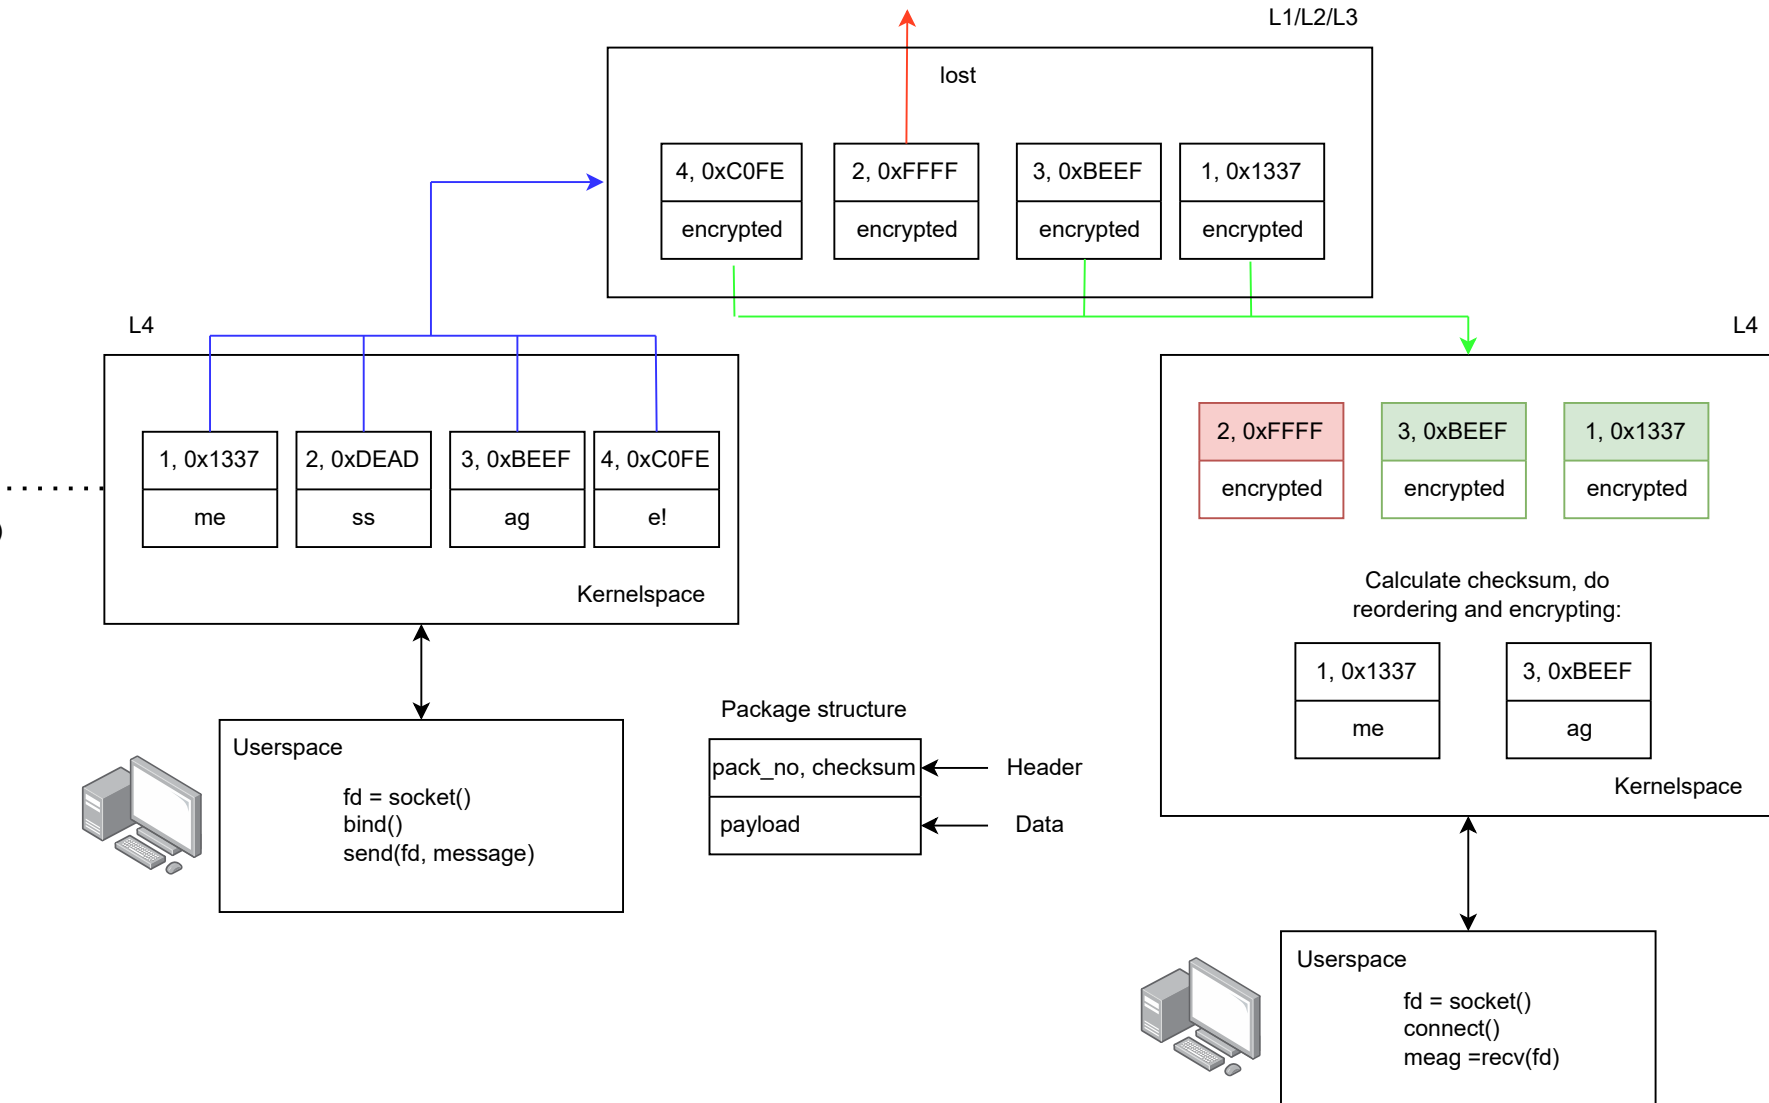 L1/L2/L3
lost
4, 0xC0FE
2, 0xFFFF
3, 0xBEEF
1, 0x1337
encrypted
encrypted
encrypted
encrypted
L4
1, 0x1337
2, 0xDEAD
3, 0xBEEF
4, 0xC0FE
me
ss
ag
e!
Kernelspace
Userspace
fd = socket()
bind()
send(fd, message)
Package structure
pack_no, checksum
Header
payload
Data
L4
2, 0xFFFF
3, 0xBEEF
1, 0x1337
encrypted
encrypted
encrypted
Calculate checksum, do
reordering and encrypting:
1, 0x1337
3, 0xBEEF
me
ag
Kernelspace
Userspace
fd = socket()
connect()
meag =recv(fd)